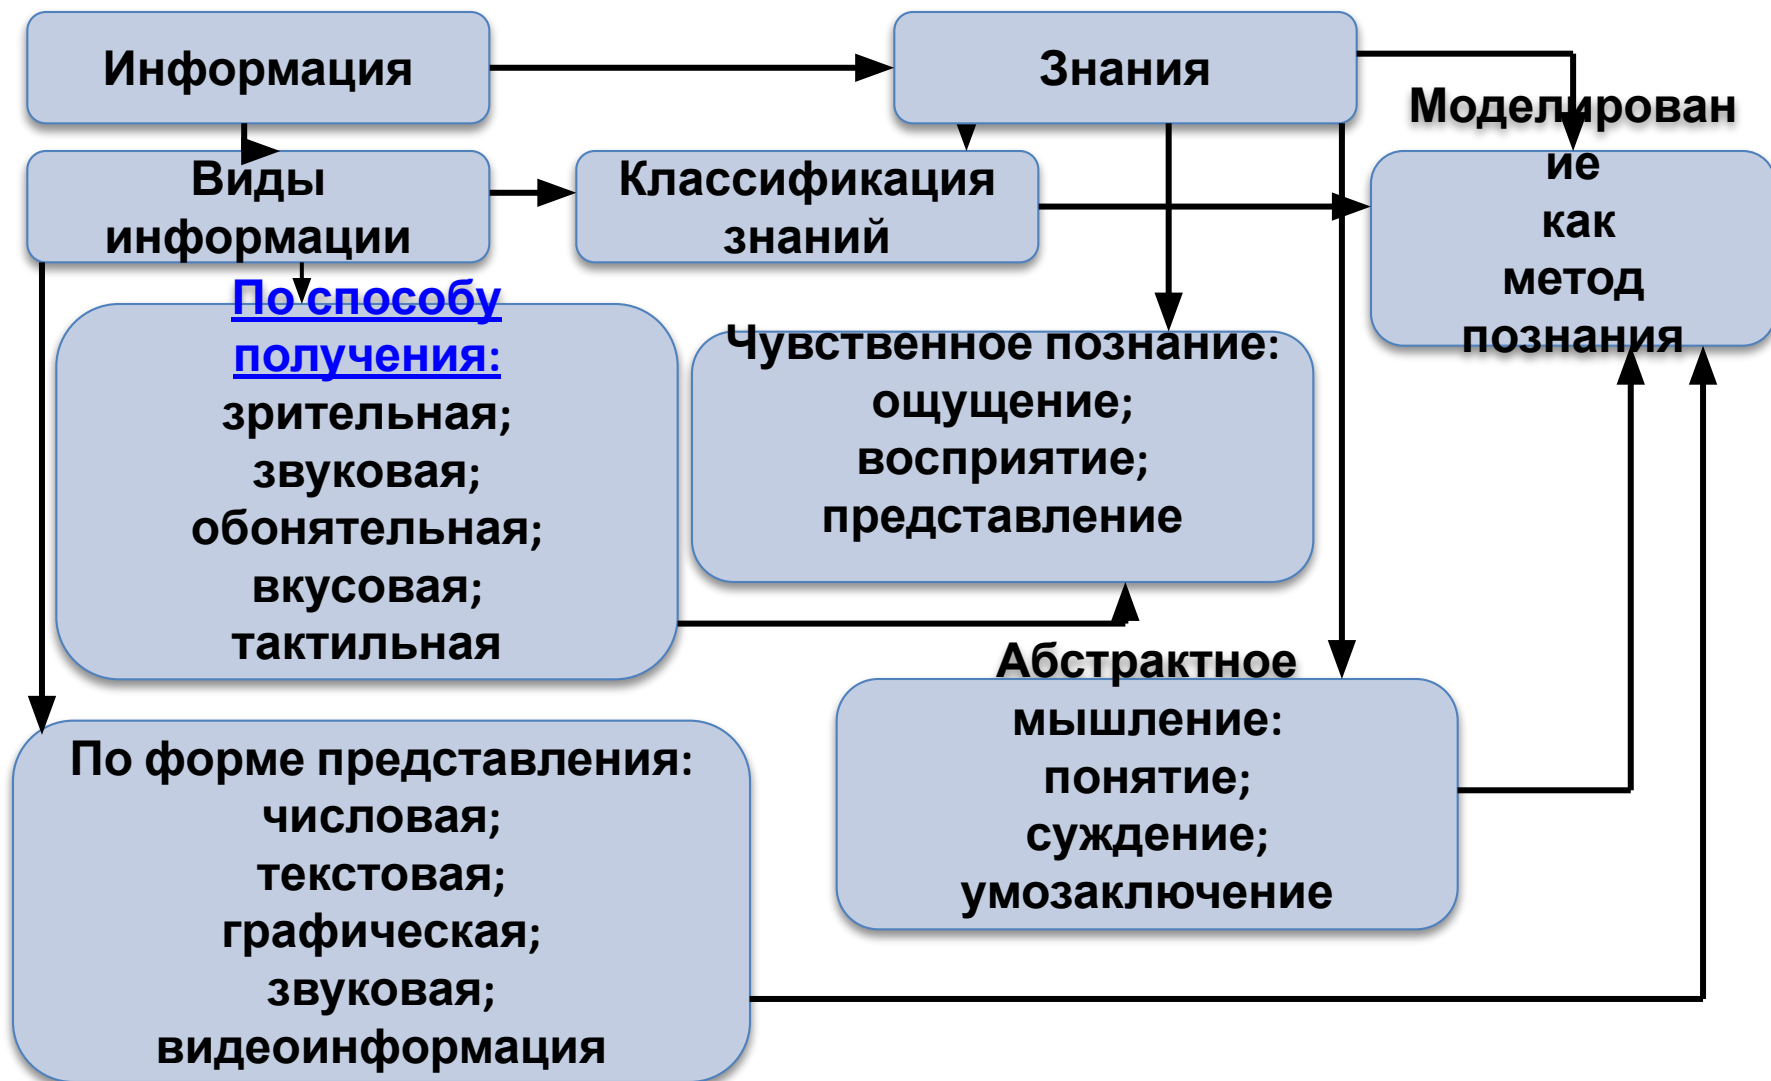 Информация
Знания
Виды
информации
Классификация
знаний
Моделирован
ие
как
метод
познания
По способу
получения:
зрительная;
звуковая;
обонятельная;
вкусовая;
тактильная
Чувственное познание:
ощущение;
восприятие;
представление
Абстрактное
мышление:
понятие;
суждение;
умозаключение
По форме представления:
числовая;
текстовая;
графическая;
звуковая;
видеоинформация